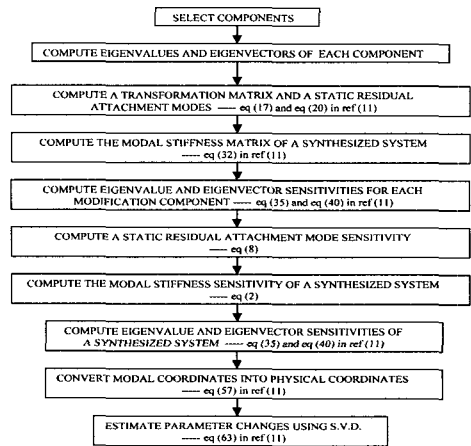 SELECT COMPONENTS
COMPUTE EIGENVALUES AND EIGENVECTORS OF EACH COMPONENT
COMPUTE A TRANSFORMATION MATRIX AND A STATIC RESIDUAL
ATTACHMENT MODES ----- eq (17) and eq (20) in ref (11)
COMPUTE THE MODAL STIFFNESS MATRIX OF A SYNTHESIZED SYSTEM
----- eq (32) in ref (11)
COMPUTE EIGENVALUE AND EIGENVECTOR SENSITIVITIES FOR EACH
MODIFICATION COMPONENT ----- eq (35) and eq (40) in ref (11)
COMPUTE A STATIC RESIDUAL ATTACHMENT MODE SENSITIVITY
----- eq (8)
COMPUTE THE MODAL STIFFNESS SENSITIVITY OF A SYNTHESIZED SYSTEM
----- eq (2)
COMPUTE EIGENVALUE AND EIGENVECTOR SENSITIVITIES OF
A SYNTHESIZED SYSTEM ----- eq (35) and eq (40) in ref (11)
CONVERT MODAL COORDINATES INTO PHYSICAL COORDINATES
----- eq (57) in ref (11)
ESTIMATE PARAMETER CHANGES USING S.V.D.
----- eq (63) in ref (11)